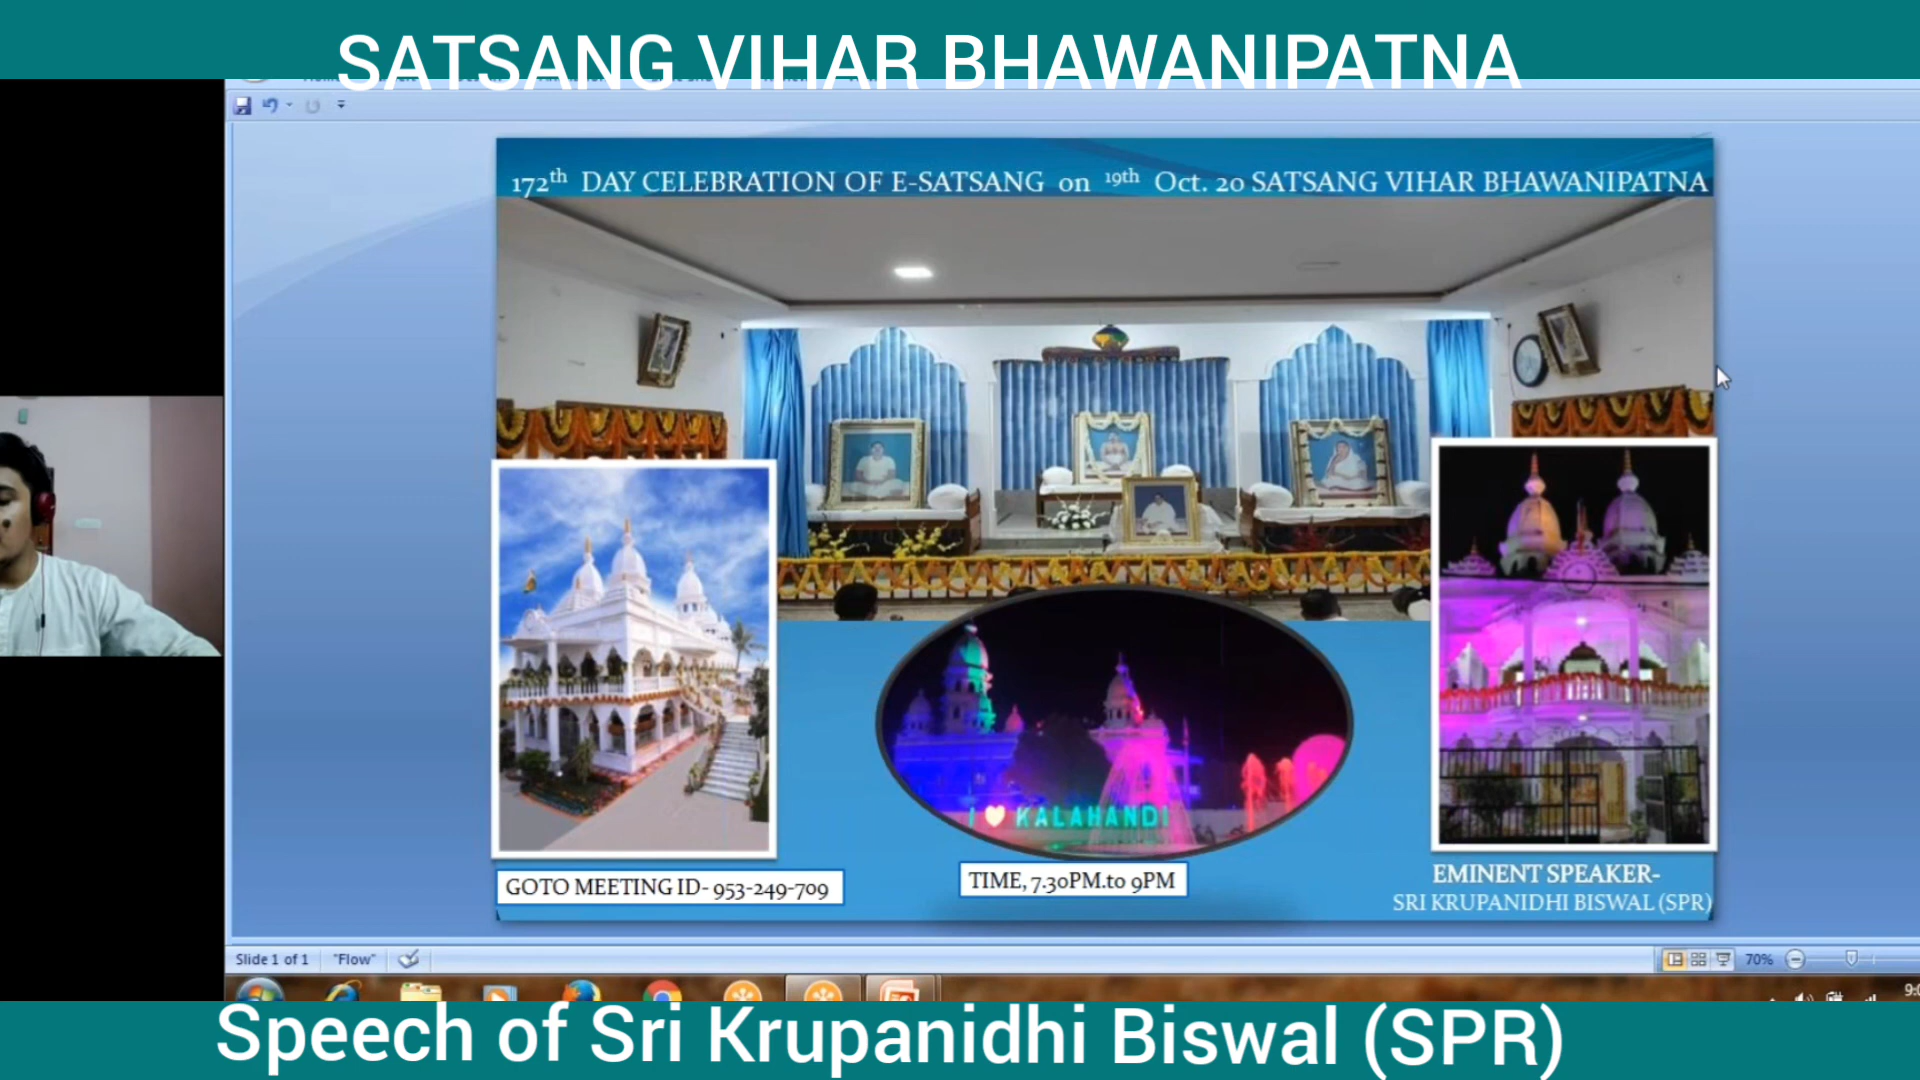 SATSANG VIHAR BHAWANIPATNA
172th DAY CELEBRATION OF E-SATSANG on 19th Oct. 20 SATSANG VIHAR BHAWANIPATNA
I ♥ KALAHANDI
GOTO MEETING ID- 953-249-709
TIME, 7.30PM.to 9PM
EMINENT SPEAKER-
SRI KRUPANIDHI BISWAL (SPR)
Slide 1 of 1 "Flow" 70%
Speech of Sri Krupanidhi Biswal (SPR)